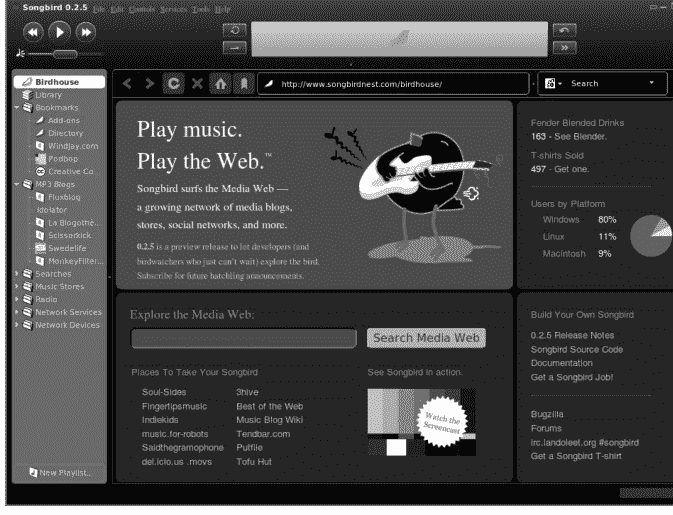 Songbird 0.2.5 File Edit Controls Services Tools Help
http://www.songbirdnest.com/birdhouse/
Search
Birdhouse
Library
Bookmarks
Add-ons
Directory
WindJay.com
Podbop
Creative Co...
MP3 Blogs
Fluxblog
Idolator
La Blogothè...
Scissorkick
Swedelife
MonkeyFilter...
Searches
Music Stores
Radio
Network Services
Network Devices
New Playlist...
Play music.
Play the Web.™
Songbird surfs the Media Web —
a growing network of media blogs,
stores, social networks, and more.
0.2.5 is a preview release to let developers (and
birdwatchers who just can't wait) explore the bird.
Subscribe for future hatchling announcements.
Fender Blended Drinks
163 - See Blender.
T-shirts Sold
497 - Get one.
Users by Platform
Windows 80%
Linux 11%
Macintosh 9%
Explore the Media Web:
Search Media Web
Places To Take Your Songbird
Soul-Sides 3hive
Fingertipsmusic Best of the Web
Indiekids Music Blog Wiki
music.for-robots Tendbar.com
Saidthegramophone Putfile
del.icio.us .movs Tofu Hut
See Songbird in action.
Watch the
Screencast
Build Your Own Songbird
0.2.5 Release Notes
Songbird Source Code
Documentation
Get a Songbird Job!
Bugzilla
Forums
irc.landoleet.org #songbird
Get a Songbird T-shirt